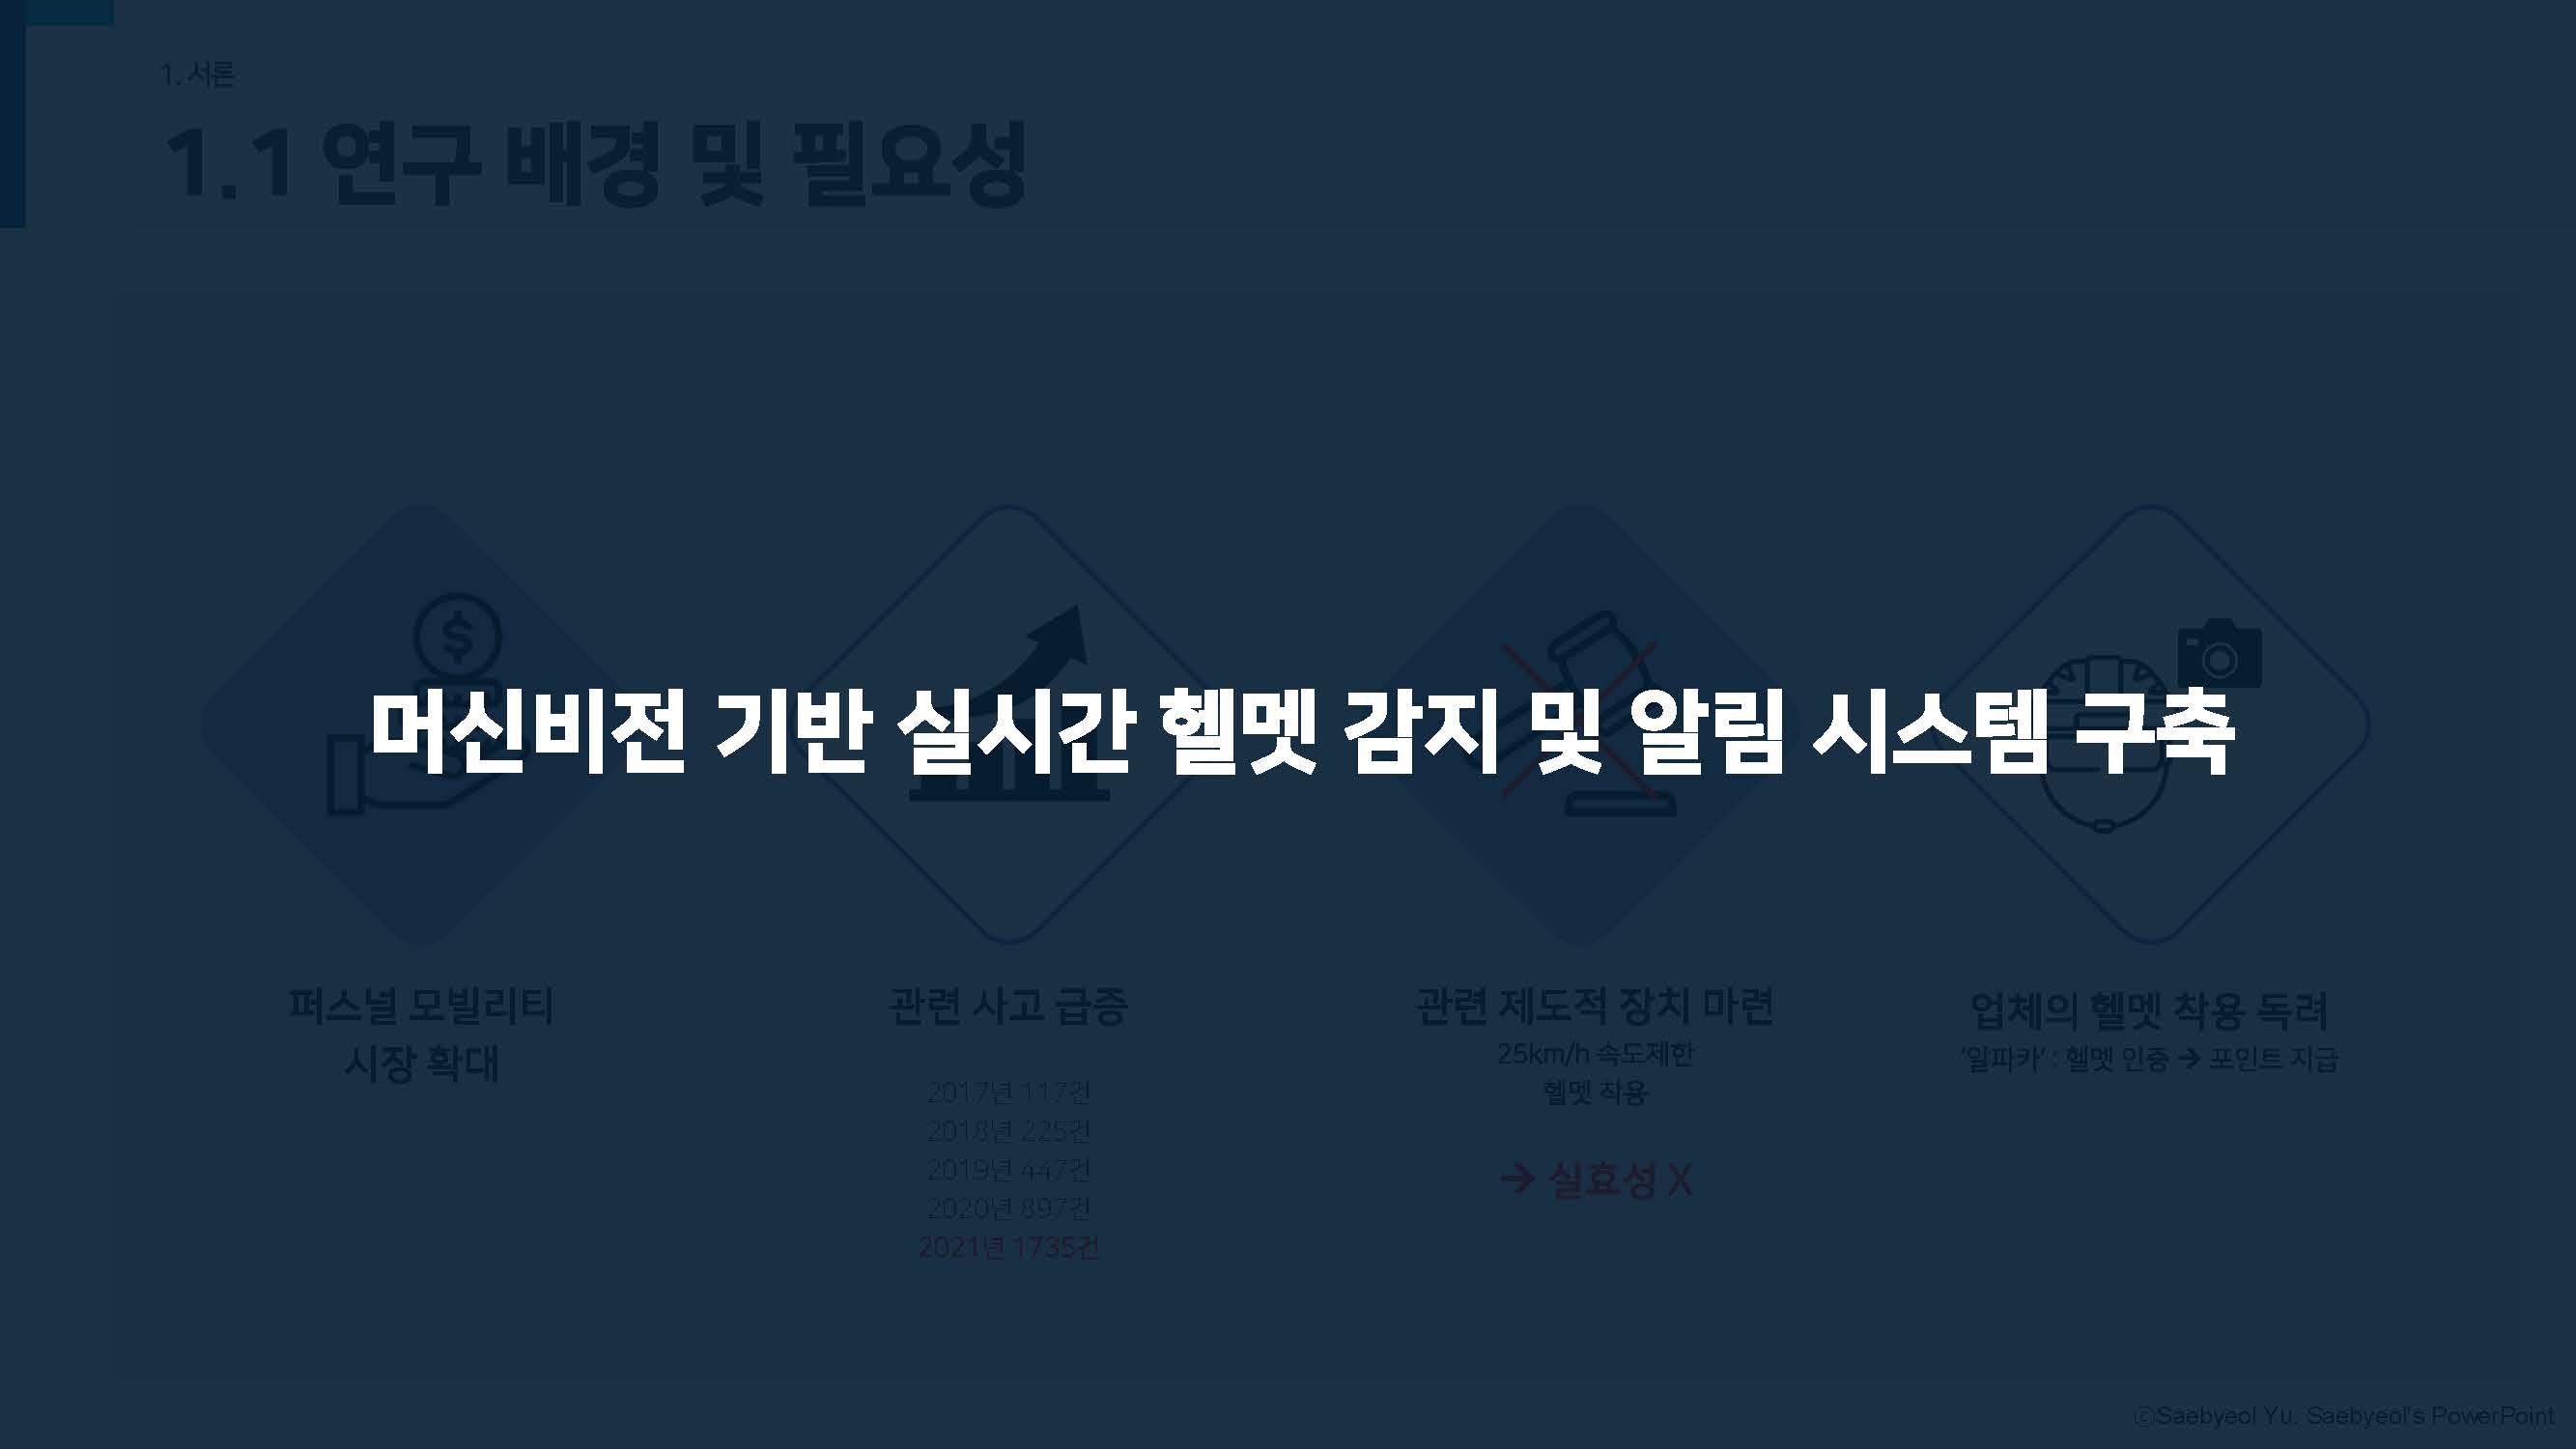 1. 서론
1.1 연구 배경 및 필요성
머신비전 기반 실시간 헬멧 감지 및 알림 시스템 구축
퍼스널 모빌리티
시장 확대
관련 사고 급증
2017년 117건
2018년 225건
2019년 447건
2020년 897건
2021년 1735건
관련 제도적 장치 마련
25km/h 속도제한
헬멧 착용
→ 실효성 X
업체의 헬멧 착용 독려
'알파카' : 헬멧 인증 → 포인트 지급
ⓒSaebyeol Yu. Saebyeol's PowerPoint